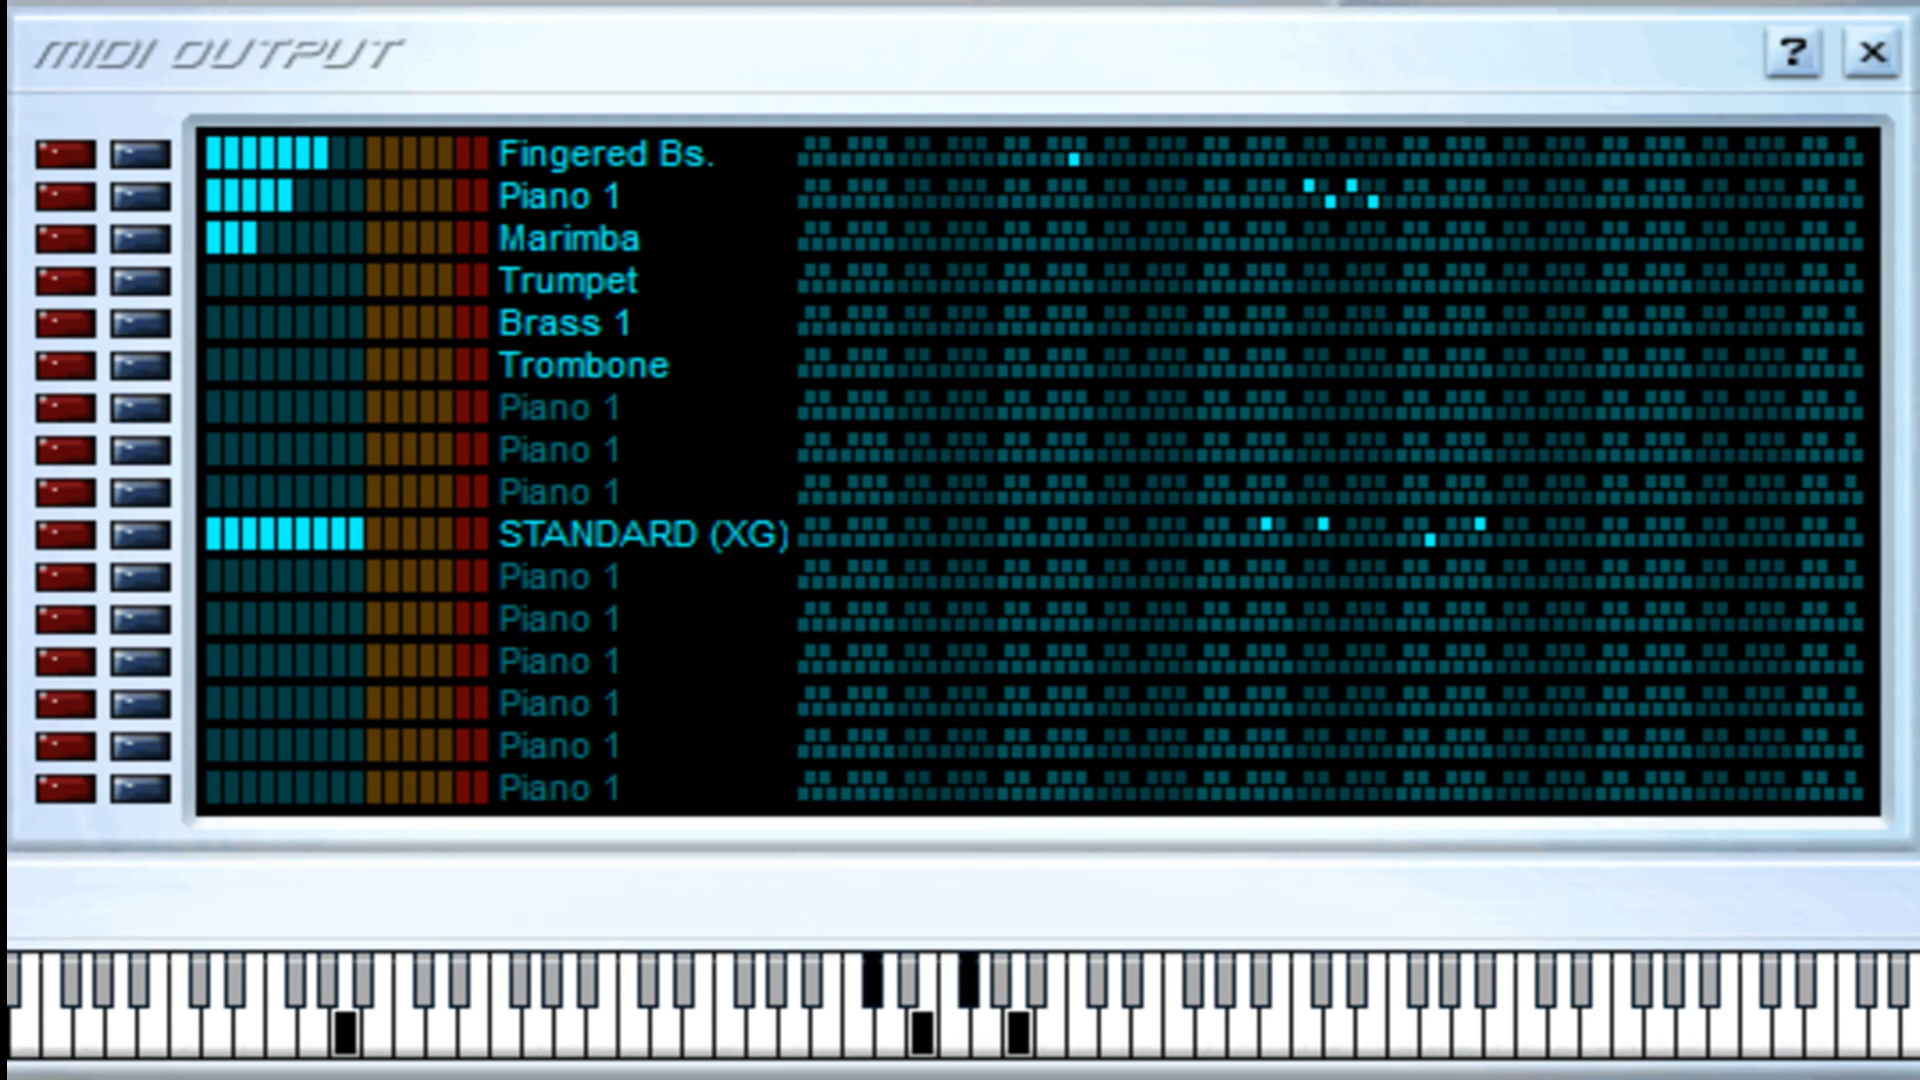 MIDI OUTPUT
? X
Fingered Bs.
Piano 1
Marimba
Trumpet
Brass 1
Trombone
Piano 1
Piano 1
Piano 1
STANDARD (XG)
Piano 1
Piano 1
Piano 1
Piano 1
Piano 1
Piano 1